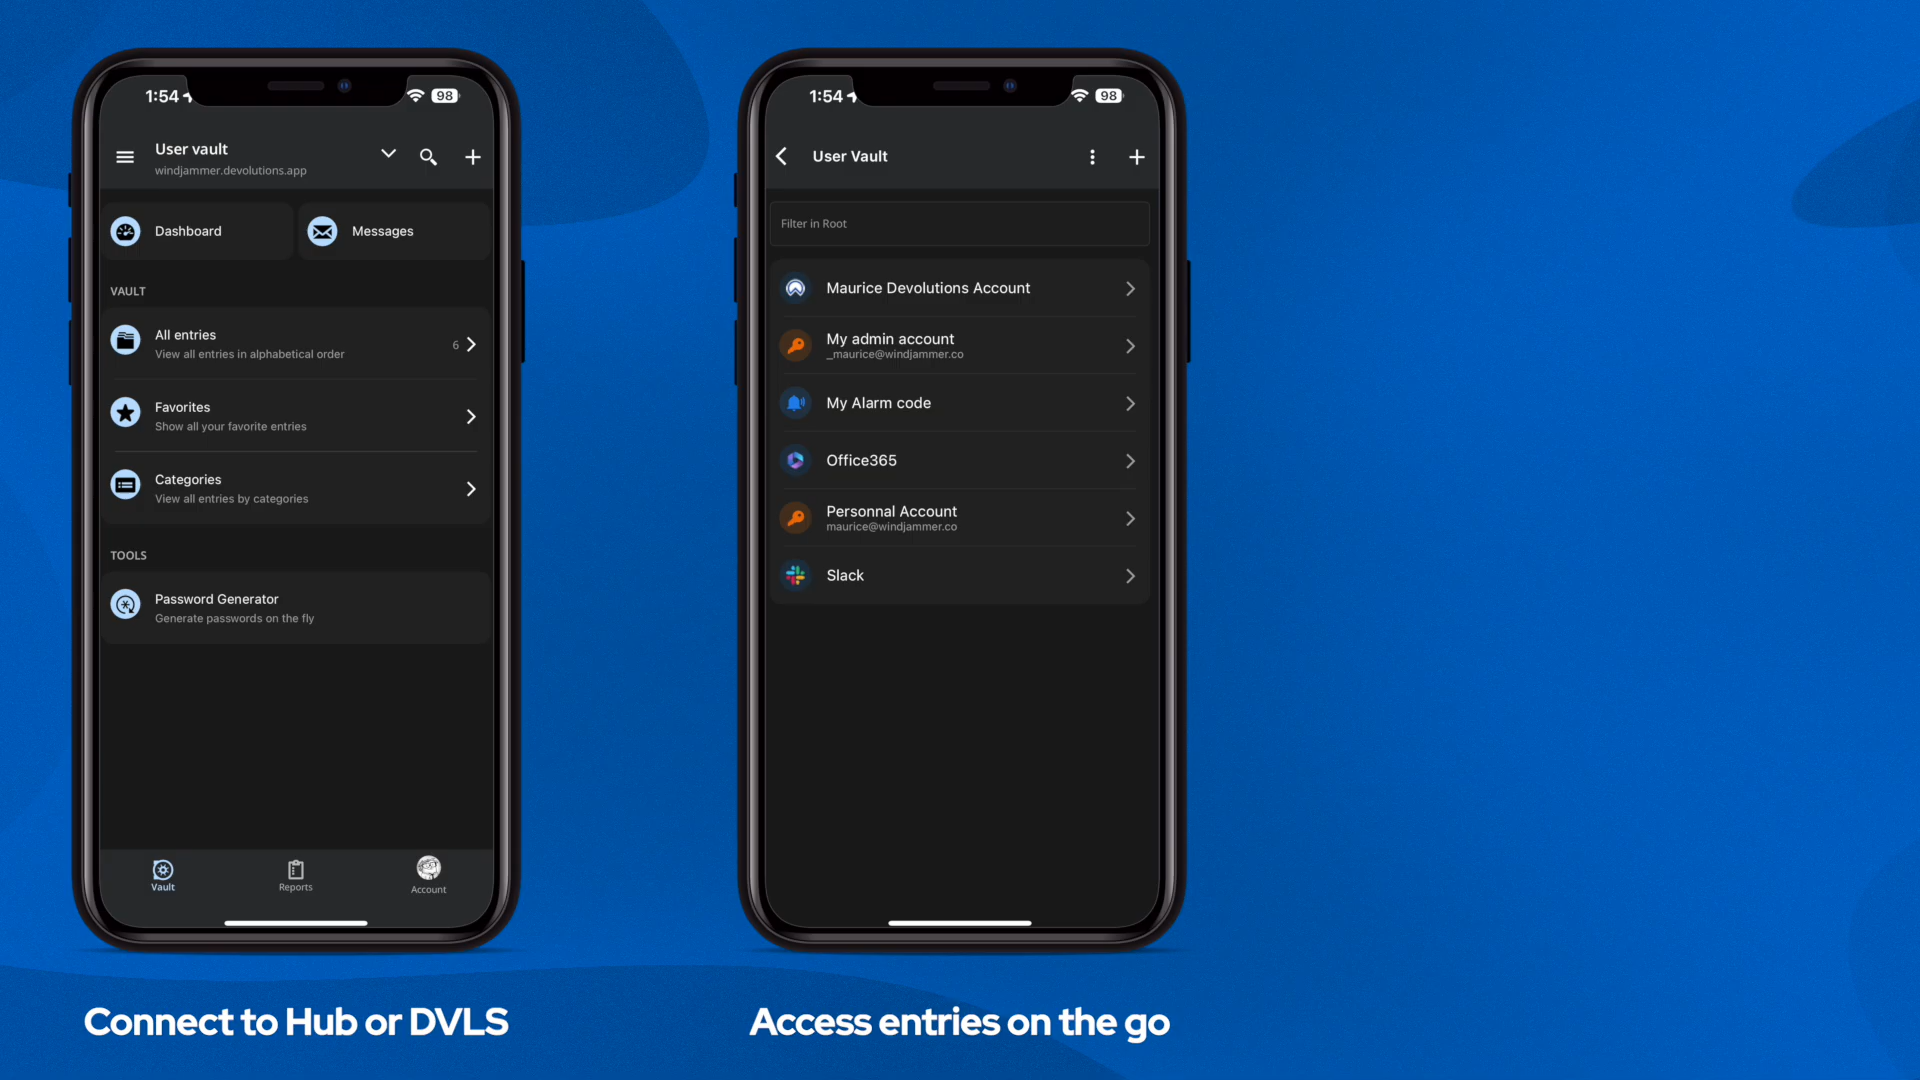 1:54
98
User vault
windjammer.devolutions.app
Dashboard
Messages
VAULT
All entries
View all entries in alphabetical order
6
Favorites
Show all your favorite entries
Categories
View all entries by categories
TOOLS
Password Generator
Generate passwords on the fly
Vault
Reports
Account
Connect to Hub or DVLS
1:54
98
User Vault
Filter in Root
Maurice Devolutions Account
My admin account
_maurice@windjammer.co
My Alarm code
Office365
Personnal Account
maurice@windjammer.co
Slack
Access entries on the go